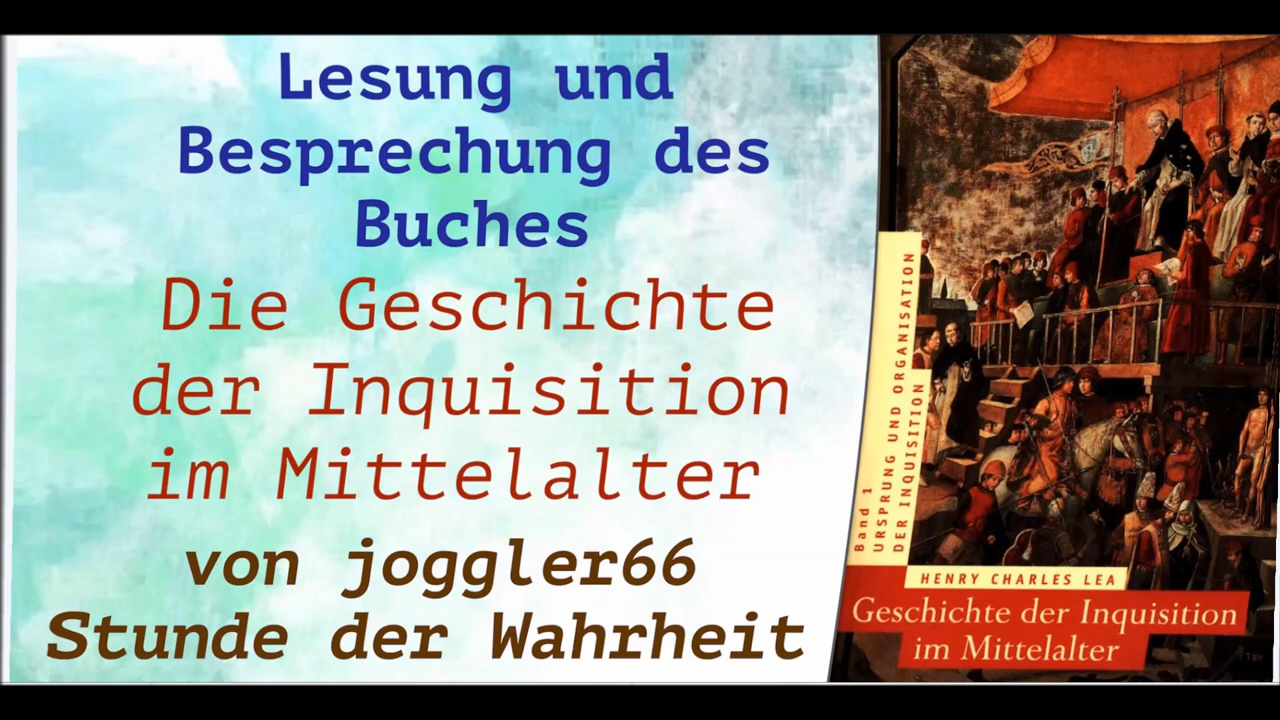 Lesung und
Besprechung des
Buches
Die Geschichte
der Inquisition
im Mittelalter
von joggler66
Stunde der Wahrheit
Band 1
URSPRUNG UND ORGANISATION
DER INQUISITION
HENRY CHARLES LEA
Geschichte der Inquisition
im Mittelalter